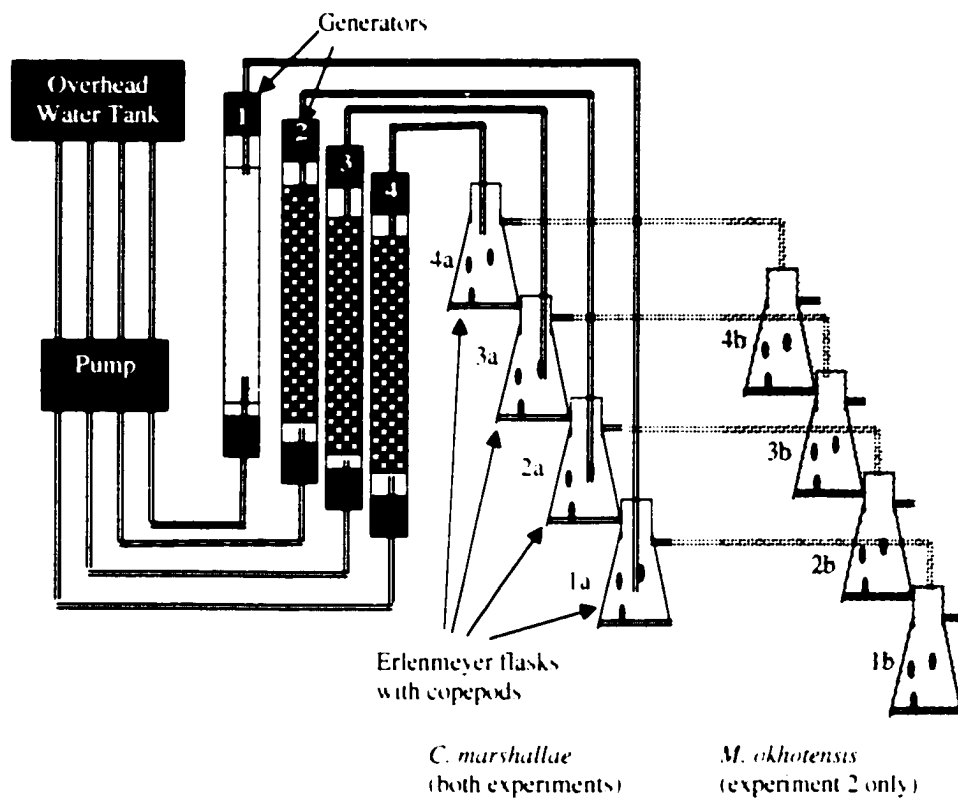 Generators
Overhead
Water Tank
1
2
3
4
Pump
4a
3a
2a
1a
4b
3b
2b
1b
Erlenmeyer flasks
with copepods
C. marshallae
(both experiments)
M. okhotensis
(experiment 2 only)